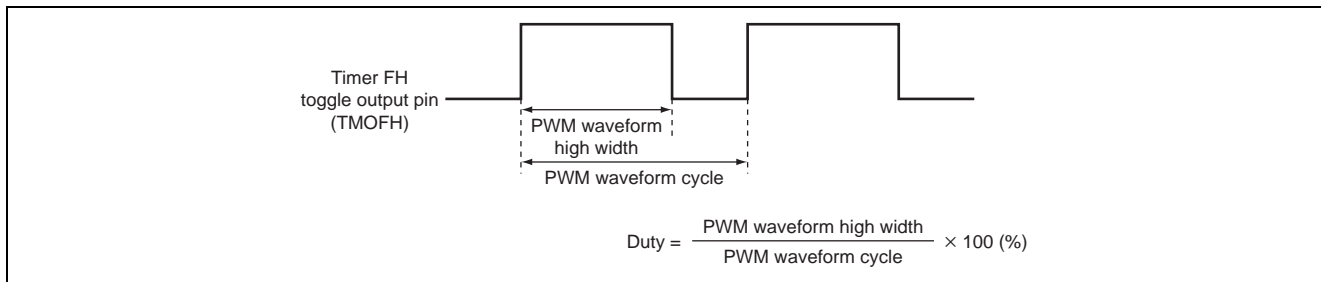 Timer FH
toggle output pin
(TMOFH)
PWM waveform
high width
PWM waveform cycle
Duty = PWM waveform high width / PWM waveform cycle × 100 (%)